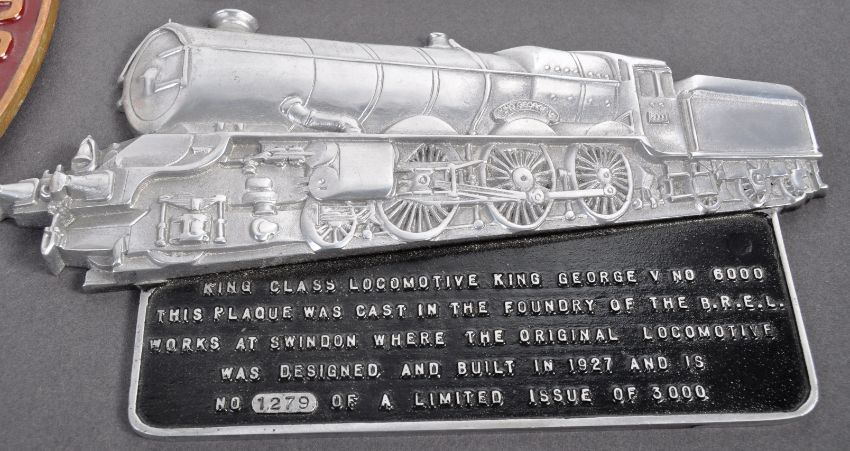 KING GEORGE V
KING CLASS LOCOMOTIVE KING GEORGE V NO 6000
THIS PLAQUE WAS CAST IN THE FOUNDRY OF THE B.R.E.L.
WORKS AT SWINDON WHERE THE ORIGINAL LOCOMOTIVE
WAS DESIGNED AND BUILT IN 1927 AND IS
NO 1279 OF A LIMITED ISSUE OF 3000